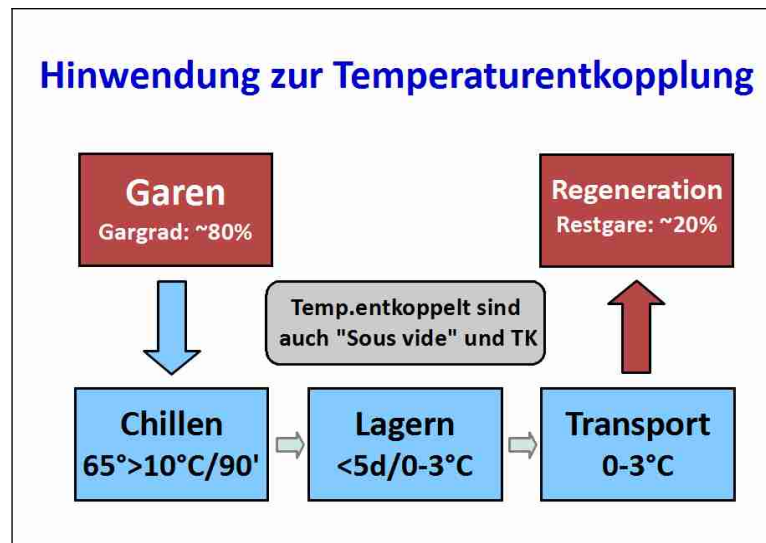 Hinwendung zur Temperaturentkopplung
Garen
Gargrad: ~80%
Regeneration
Restgare: ~20%
Temp.entkoppelt sind
auch "Sous vide" und TK
Chillen
65°>10°C/90'
Lagern
<5d/0-3°C
Transport
0-3°C